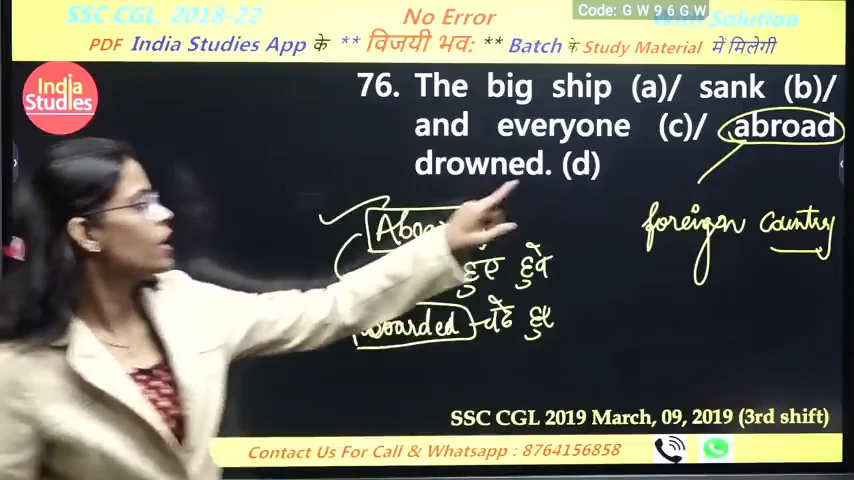 SSC CGL 2018-22
No Error
Code: G W 9 6 G W
Solution
PDF India Studies App के ** विजयी भव: ** Batch के Study Material में मिलेगी
India
Studies
76. The big ship (a)/ sank (b)/
and everyone (c)/ abroad
drowned. (d)
foreign country
हुए हुवे
boarded - चढे हुए
SSC CGL 2019 March, 09, 2019 (3rd shift)
Contact Us For Call & Whatsapp : 8764156858